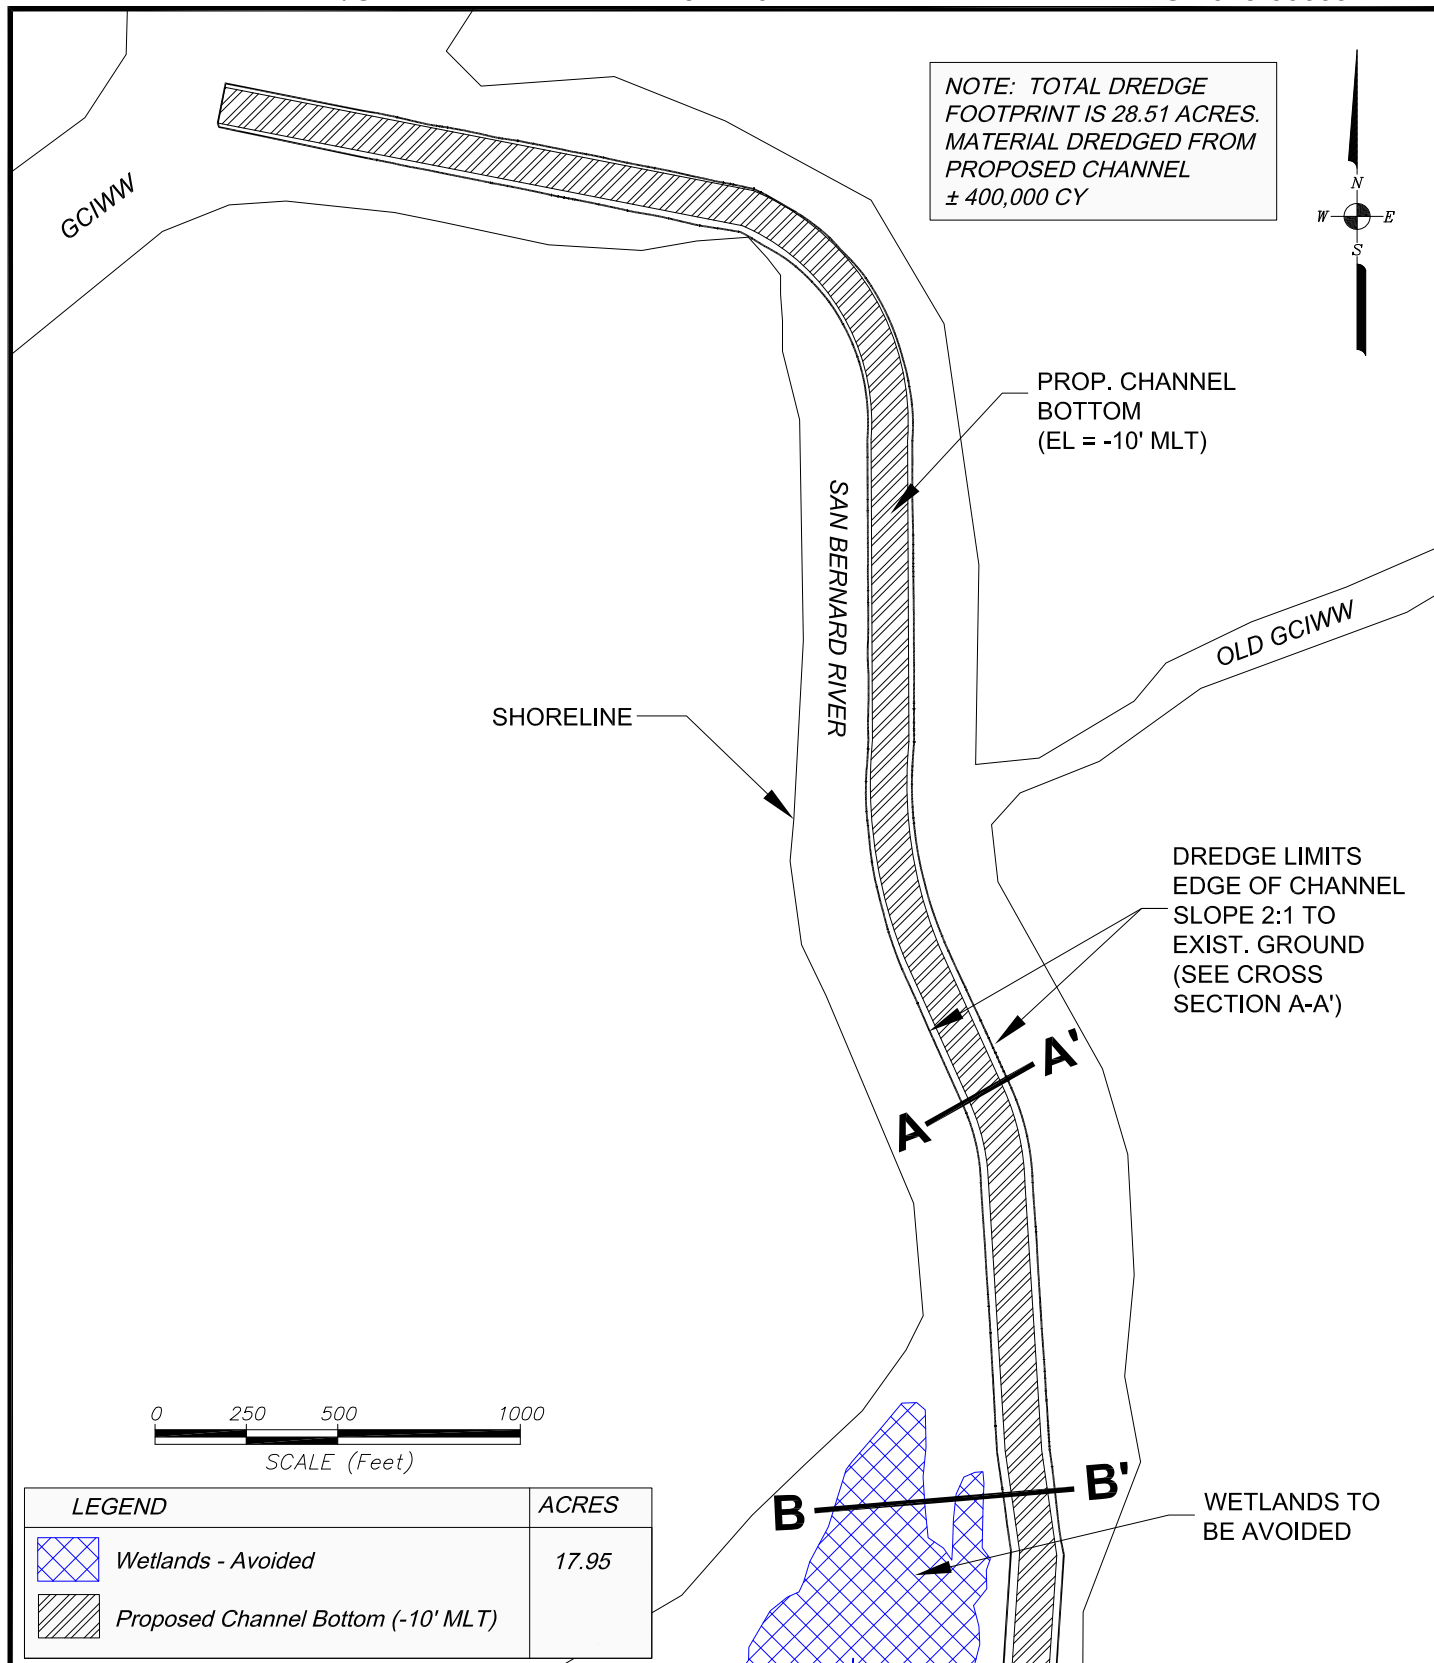 NOTE: TOTAL DREDGE
FOOTPRINT IS 28.51 ACRES.
MATERIAL DREDGED FROM
PROPOSED CHANNEL
± 400,000 CY
N
W
E
S
GCIWW
PROP. CHANNEL
BOTTOM
(EL = -10' MLT)
SAN BERNARD RIVER
OLD GCIWW
SHORELINE
DREDGE LIMITS
EDGE OF CHANNEL
SLOPE 2:1 TO
EXIST. GROUND
(SEE CROSS
SECTION A-A')
A'
A
0 250 500 1000
SCALE (Feet)
B
B'
WETLANDS TO
BE AVOIDED
LEGEND ACRES
Wetlands - Avoided 17.95
Proposed Channel Bottom (-10' MLT)